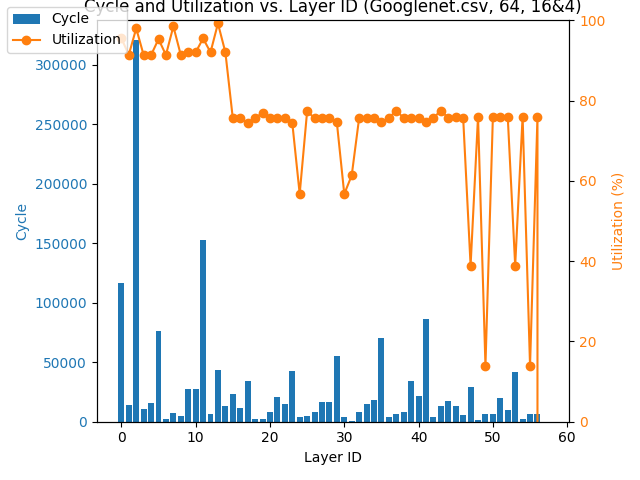 Cycle and Utilization vs. Layer ID (Googlenet.csv, 64, 16&4)
Cycle
Utilization
300000
250000
200000
150000
100000
50000
0
Cycle
100
80
60
40
20
0
Utilization (%)
0 10 20 30 40 50 60
Layer ID